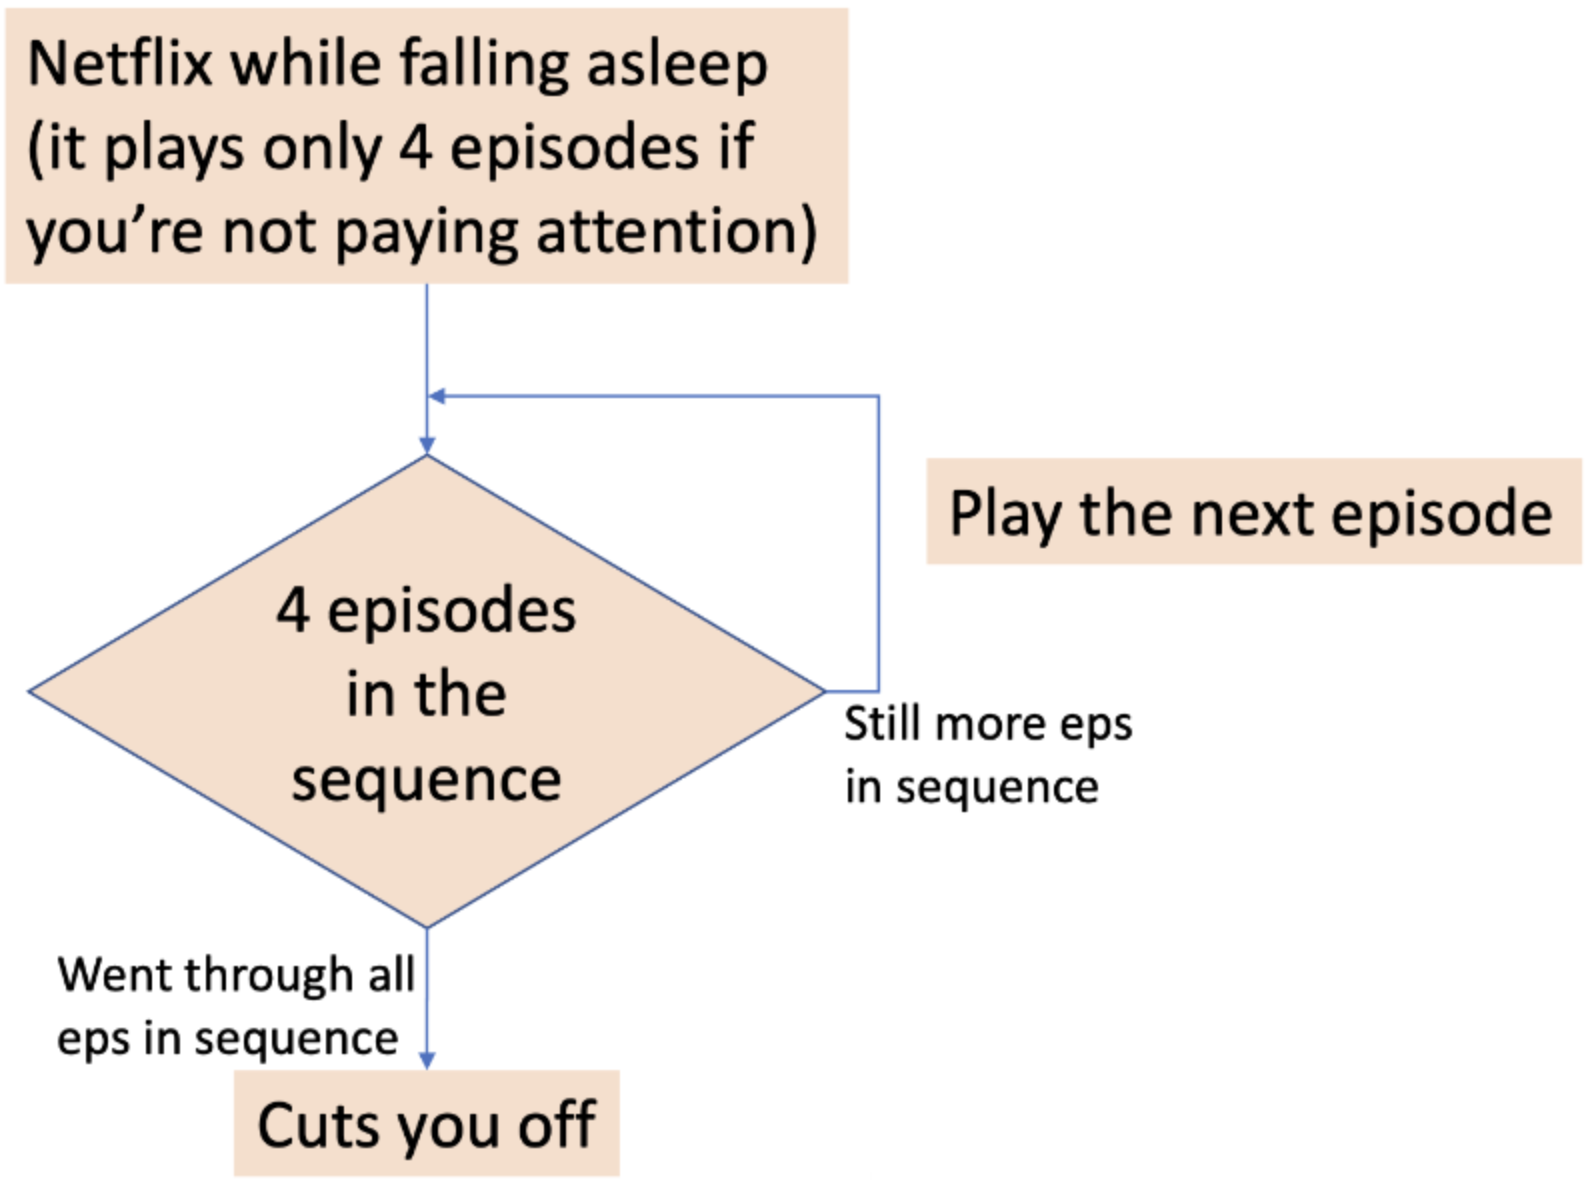 Netflix while falling asleep
(it plays only 4 episodes if
you’re not paying attention)
Play the next episode
4 episodes
in the
sequence
Still more eps
in sequence
Went through all
eps in sequence
Cuts you off